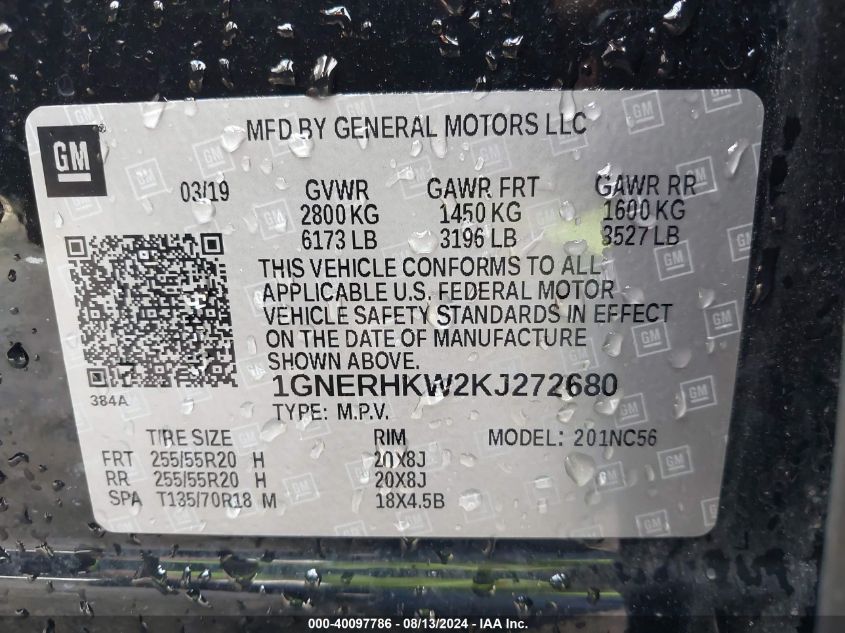 MFD BY GENERAL MOTORS LLC
GM
03/19 GVWR GAWR FRT GAWR RR
2800 KG 1450 KG 1600 KG
6173 LB 3196 LB 3527 LB
THIS VEHICLE CONFORMS TO ALL
APPLICABLE U.S. FEDERAL MOTOR
VEHICLE SAFETY STANDARDS IN EFFECT
ON THE DATE OF MANUFACTURE
SHOWN ABOVE.
1GNERHKW2KJ272680
384A
TYPE: M.P.V.
TIRE SIZE RIM MODEL: 201NC56
FRT 255/55R20 H 20X8J
RR 255/55R20 H 20X8J
SPA T135/70R18 M 18X4.5B
000-40097786 - 08/13/2024 - IAA Inc.